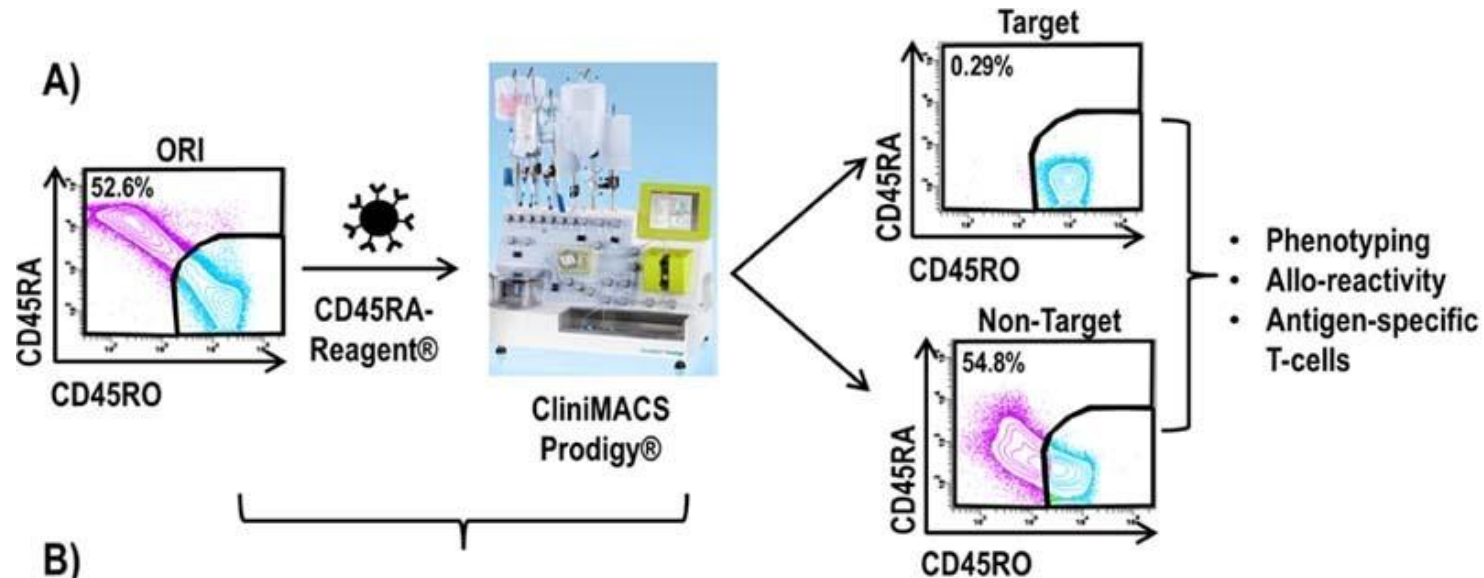 A)
ORI
52.6%
CD45RA
CD45RO
CD45RA-
Reagent®
CliniMACS
Prodigy®
Target
0.29%
CD45RA
CD45RO
Non-Target
54.8%
CD45RA
CD45RO
• Phenotyping
• Allo-reactivity
• Antigen-specific
T-cells
B)